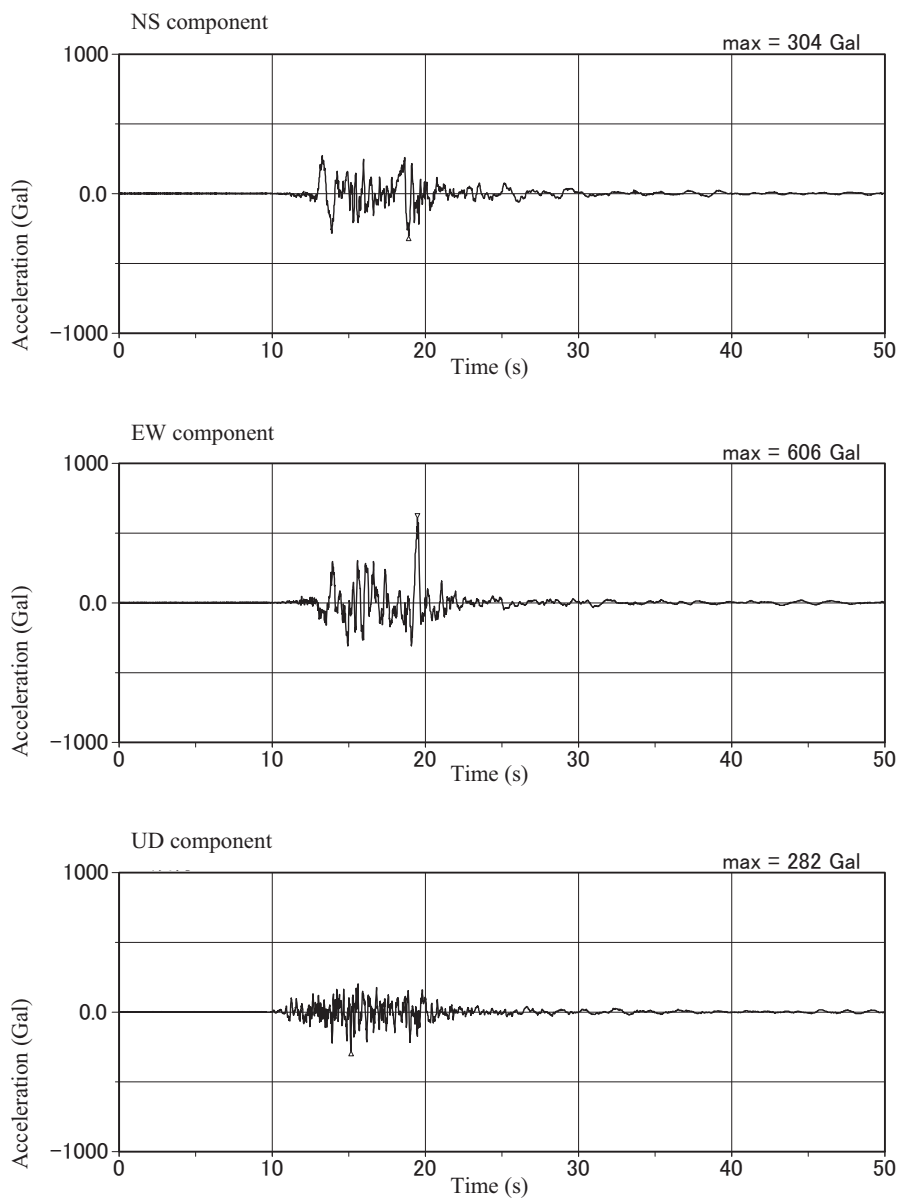 NS component
max = 304 Gal
1000
0.0
−1000
Acceleration (Gal)
0 10 20 30 40 50
Time (s)
EW component
max = 606 Gal
1000
0.0
−1000
Acceleration (Gal)
0 10 20 30 40 50
Time (s)
UD component
max = 282 Gal
1000
0.0
−1000
Acceleration (Gal)
0 10 20 30 40 50
Time (s)